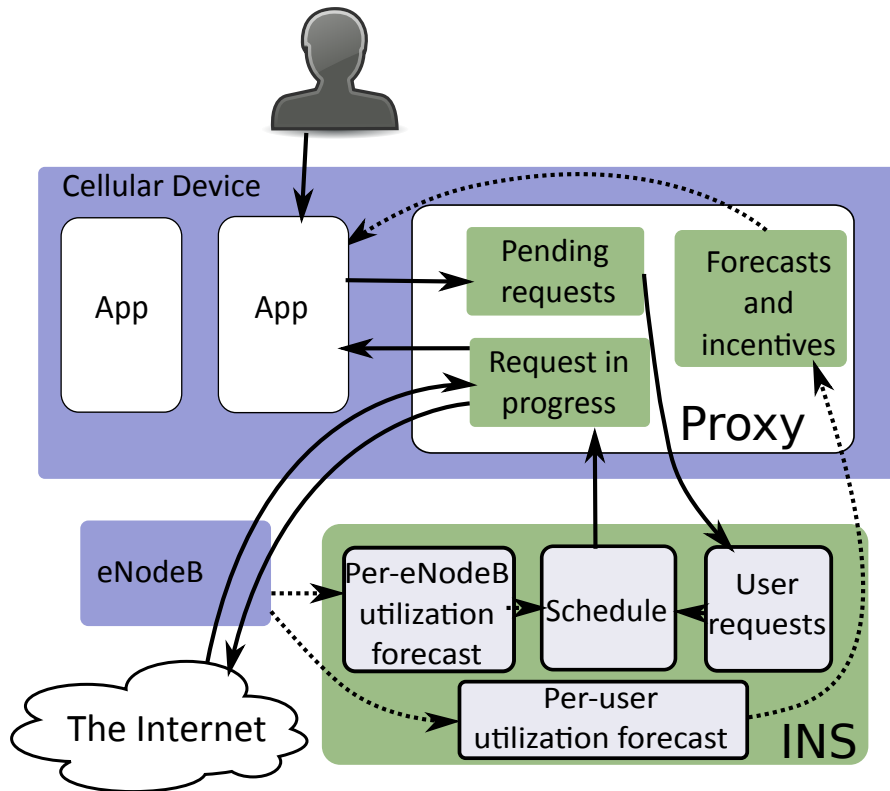 Cellular Device
App
App
Pending
requests
Forecasts
and
incentives
Request in
progress
Proxy
eNodeB
Per-eNodeB
utilization
forecast
Schedule
User
requests
The Internet
Per-user
utilization forecast
INS